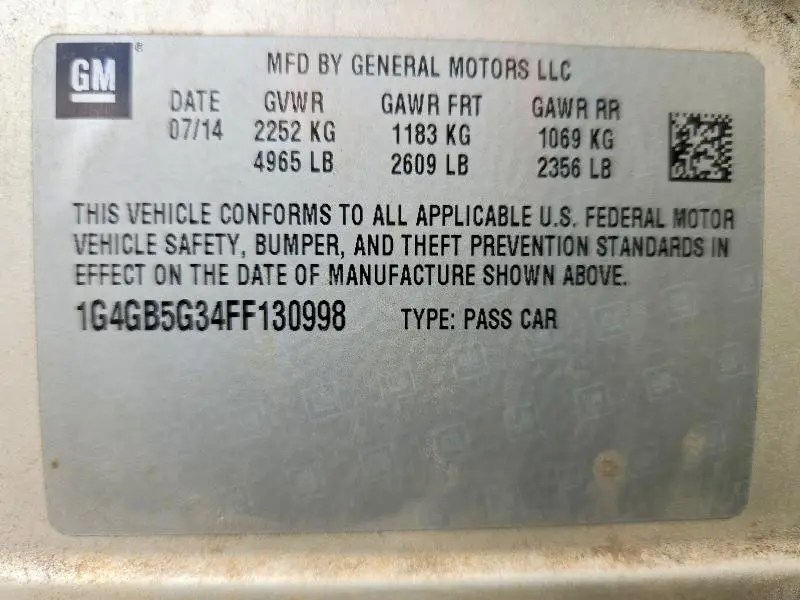 GM ®
MFD BY GENERAL MOTORS LLC
DATE GVWR GAWR FRT GAWR RR
07/14 2252 KG 1183 KG 1069 KG
4965 LB 2609 LB 2356 LB
THIS VEHICLE CONFORMS TO ALL APPLICABLE U.S. FEDERAL MOTOR
VEHICLE SAFETY, BUMPER, AND THEFT PREVENTION STANDARDS IN
EFFECT ON THE DATE OF MANUFACTURE SHOWN ABOVE.
1G4GB5G34FF130998 TYPE: PASS CAR